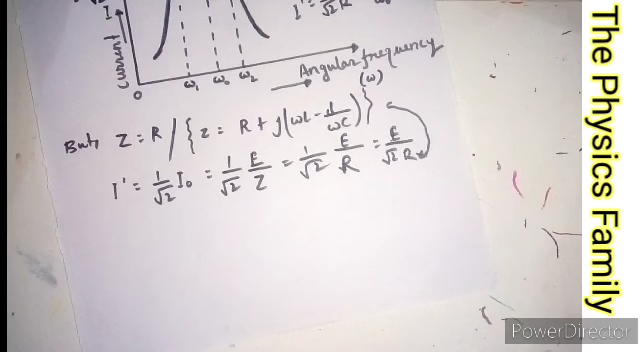 I' = 1/√2 R
I
Current
0 ω₁ ω₀ ω₂
Angular frequency
(ω)
But, Z = R / { Z = R + j(ωL - 1/ωC) }
I' = 1/√2 I₀ = 1/√2 E/Z = 1/√2 E/R = E/√2 R
The Physics Family
PowerDirector